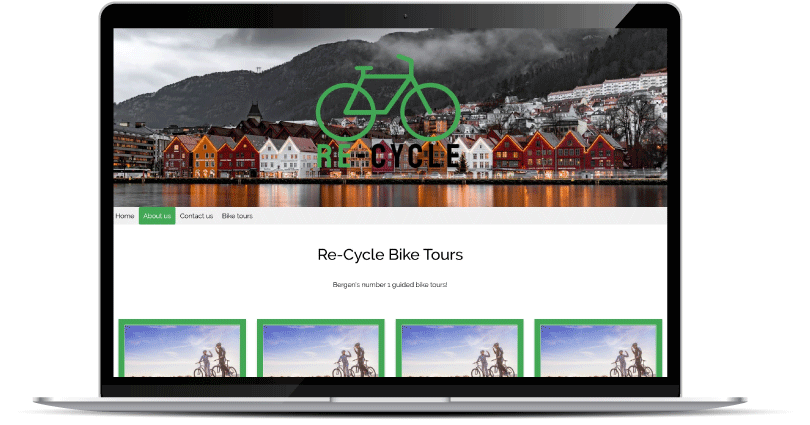 RE-CYCLE
Home About us Contact us Bike tours
Re-Cycle Bike Tours
Bergen's number 1 guided bike tours!